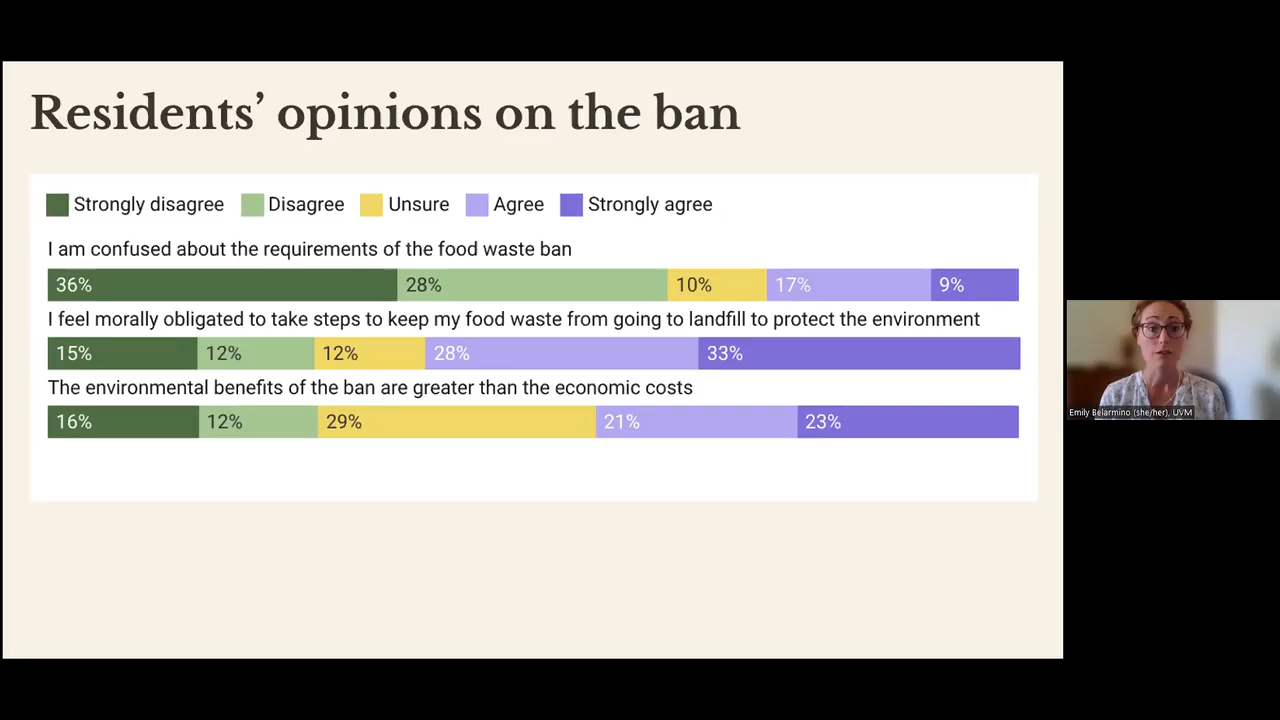 Residents’ opinions on the ban
Strongly disagree Disagree Unsure Agree Strongly agree
I am confused about the requirements of the food waste ban
36% 28% 10% 17% 9%
I feel morally obligated to take steps to keep my food waste from going to landfill to protect the environment
15% 12% 12% 28% 33%
The environmental benefits of the ban are greater than the economic costs
16% 12% 29% 21% 23%
Emily Belarmino (she/her), UVM